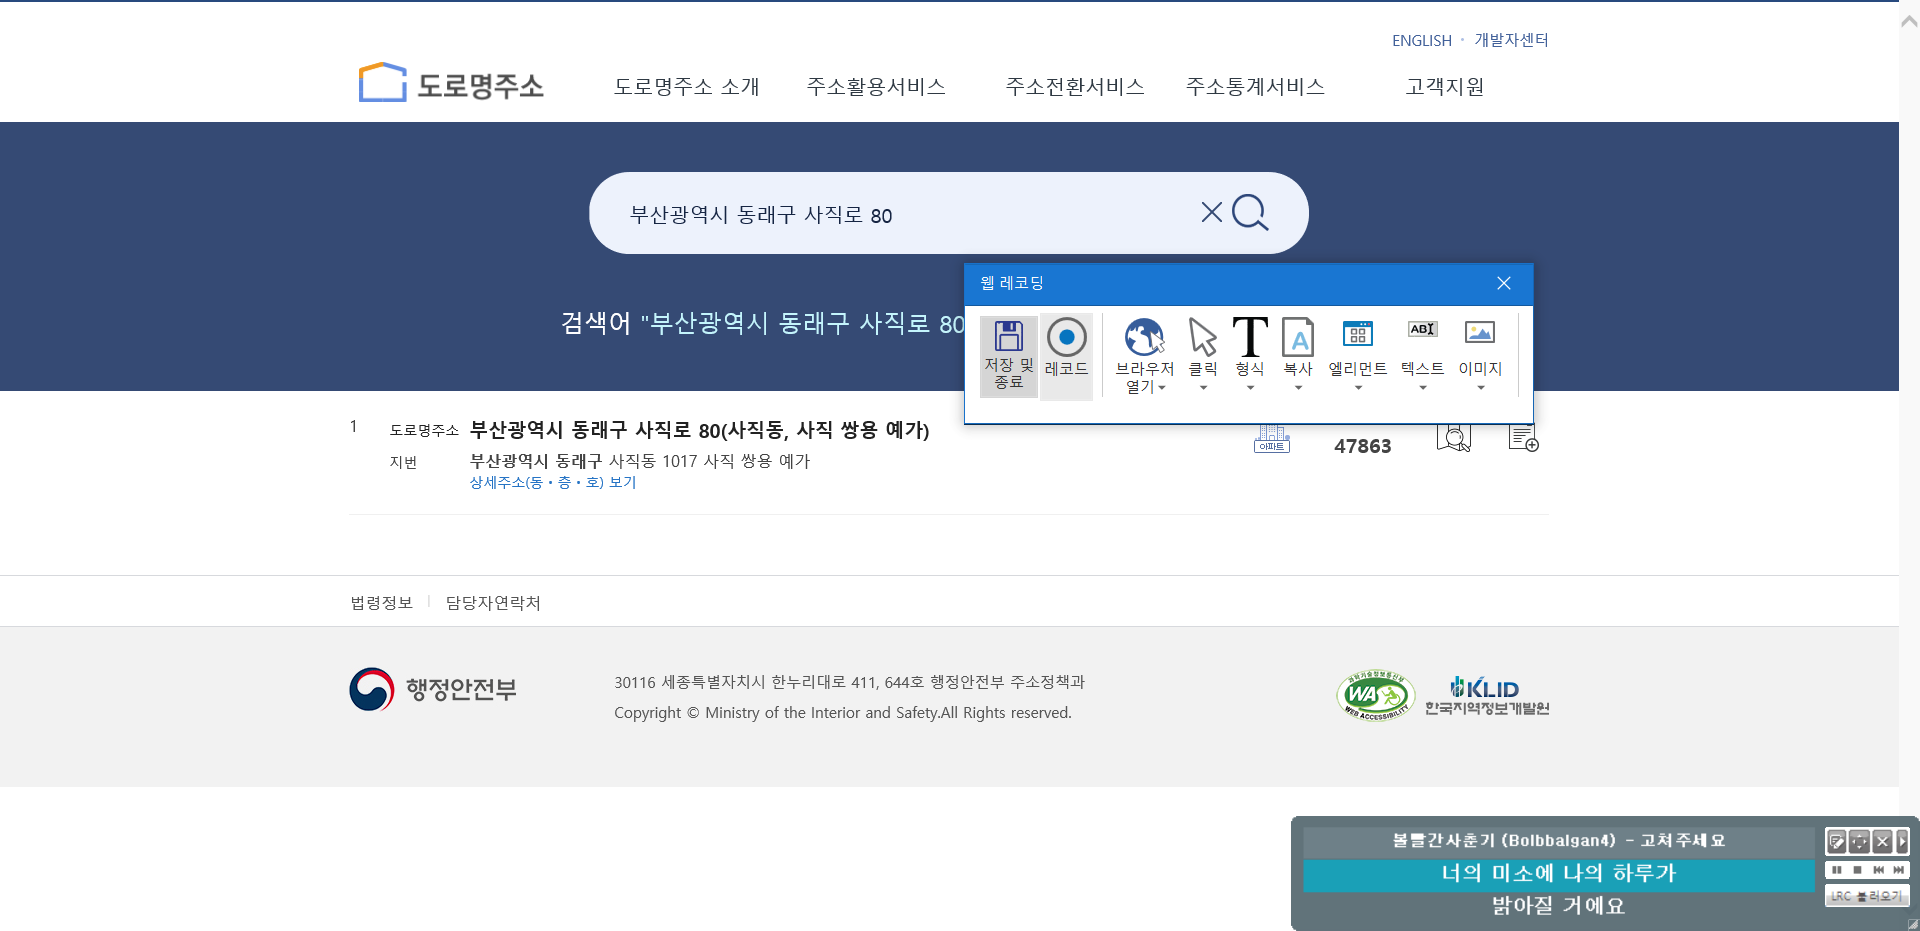 ENGLISH · 개발자센터
도로명주소
도로명주소 소개 주소활용서비스 주소전환서비스 주소통계서비스 고객지원
부산광역시 동래구 사직로 80
검색어 "부산광역시 동래구 사직로 80
웹 레코딩
저장 및 종료
레코드
브라우저 열기
클릭
T
형식
A
복사
엘리먼트
ABI
텍스트
이미지
1 도로명주소 부산광역시 동래구 사직로 80(사직동, 사직 쌍용 예가)
아파트
47863
지번 부산광역시 동래구 사직동 1017 사직 쌍용 예가
상세주소(동·층·호) 보기
법령정보 담당자연락처
행정안전부
30116 세종특별자치시 한누리대로 411, 644호 행정안전부 주소정책과
Copyright © Ministry of the Interior and Safety.All Rights reserved.
과학기술정보통신부
WA
WEB ACCESSIBILITY
KLID
한국지역정보개발원
볼빨간사춘기 (Bolbbalgan4) - 고쳐주세요
너의 미소에 나의 하루가
밝아질 거에요
LRC 불러오기